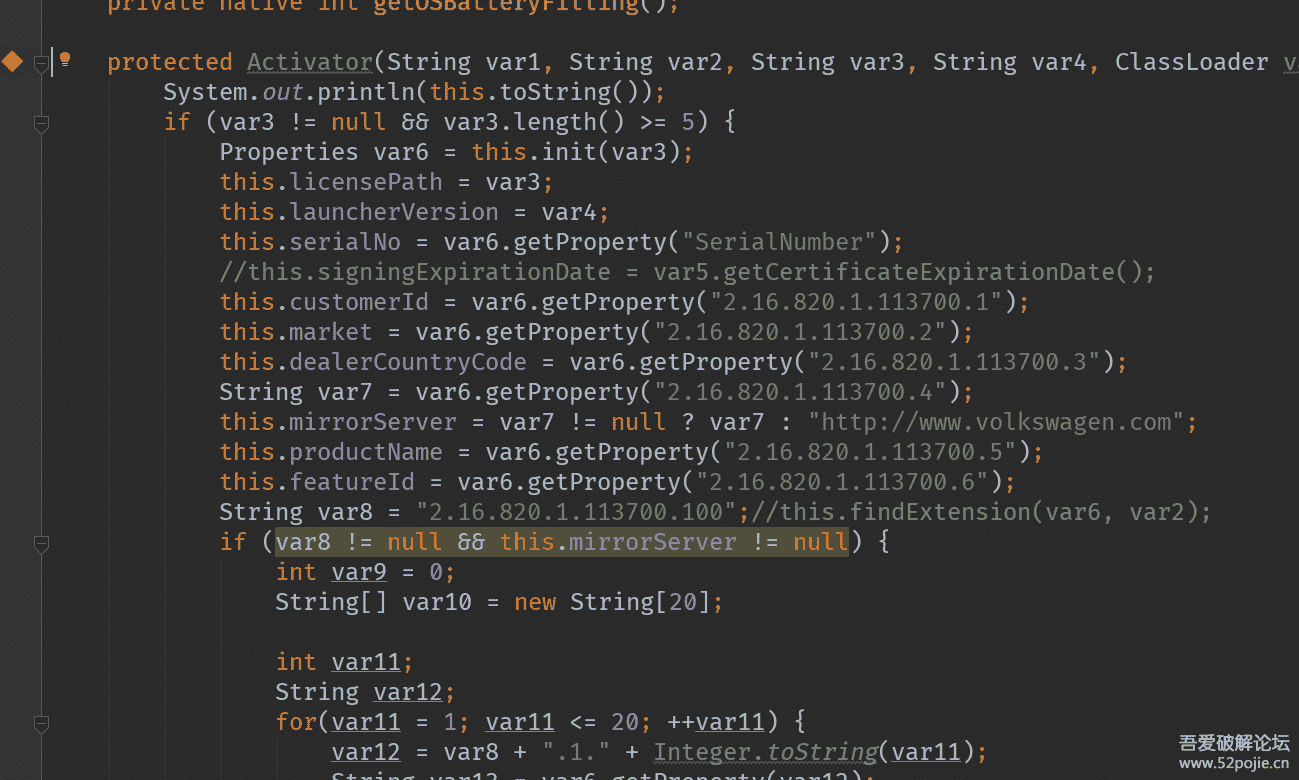 private native int getOSBatteryFitting();
protected Activator(String var1, String var2, String var3, String var4, ClassLoader
System.out.println(this.toString());
if (var3 != null && var3.length() >= 5) {
Properties var6 = this.init(var3);
this.licensePath = var3;
this.launcherVersion = var4;
this.serialNo = var6.getProperty("SerialNumber");
//this.signingExpirationDate = var5.getCertificateExpirationDate();
this.customerId = var6.getProperty("2.16.820.1.113700.1");
this.market = var6.getProperty("2.16.820.1.113700.2");
this.dealerCountryCode = var6.getProperty("2.16.820.1.113700.3");
String var7 = var6.getProperty("2.16.820.1.113700.4");
this.mirrorServer = var7 != null ? var7 : "http://www.volkswagen.com";
this.productName = var6.getProperty("2.16.820.1.113700.5");
this.featureId = var6.getProperty("2.16.820.1.113700.6");
String var8 = "2.16.820.1.113700.100";//this.findExtension(var6, var2);
if (var8 != null && this.mirrorServer != null) {
int var9 = 0;
String[] var10 = new String[20];
int var11;
String var12;
for(var11 = 1; var11 <= 20; ++var11) {
var12 = var8 + ".1." + Integer.toString(var11);
String var13 = var6.getProperty(var12);
吾爱破解论坛
www.52pojie.cn